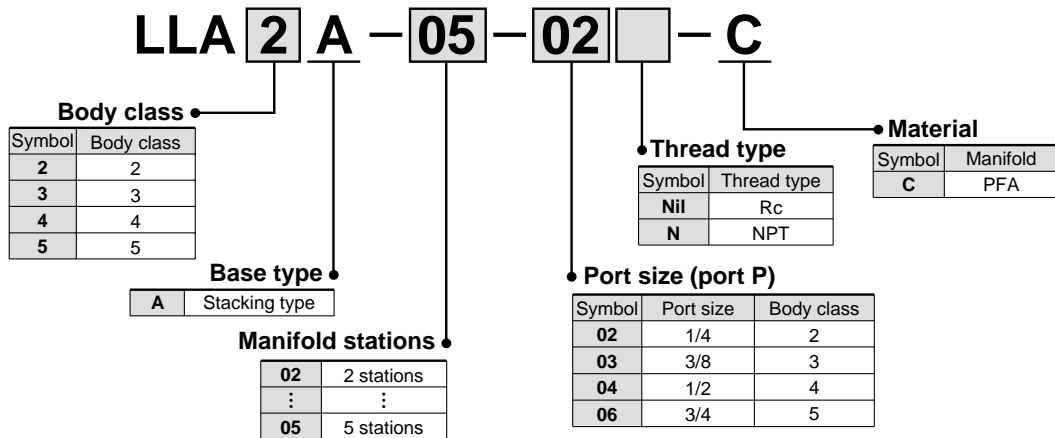 LLA 2 A – 05 – 02 – C
Body class
Symbol Body class
2 2
3 3
4 4
5 5
Base type
A Stacking type
Manifold stations
02 2 stations
⋮ ⋮
05 5 stations
Port size (port P)
Symbol Port size Body class
02 1/4 2
03 3/8 3
04 1/2 4
06 3/4 5
Thread type
Symbol Thread type
Nil Rc
N NPT
Material
Symbol Manifold
C PFA